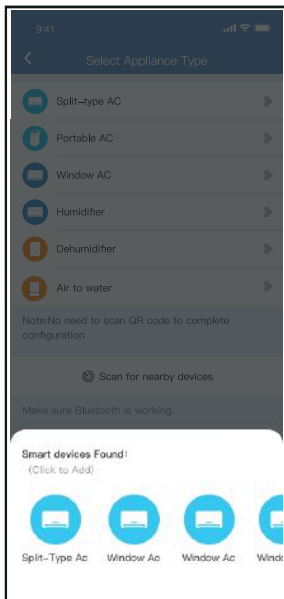 9:41
Select Appliance Type
Split-type AC
Portable AC
Window AC
Humidifier
Dehumidifier
Air to water
Note:No need to scan QR code to complete
configuration
Scan for nearby devices
Make sure Bluetooth is working.
Smart devices Found:
(Click to Add)
Split-Type Ac Window Ac Window Ac Windo